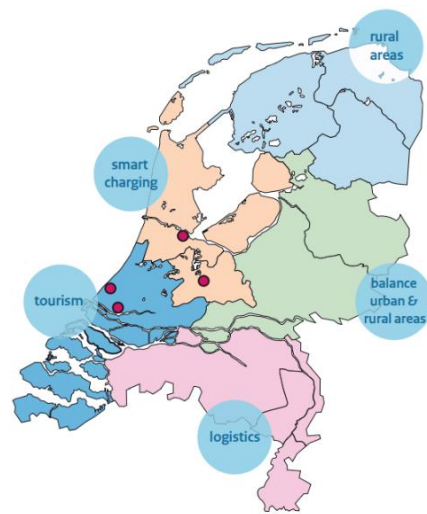 rural
areas
smart
charging
tourism
balance
urban &
rural areas
logistics